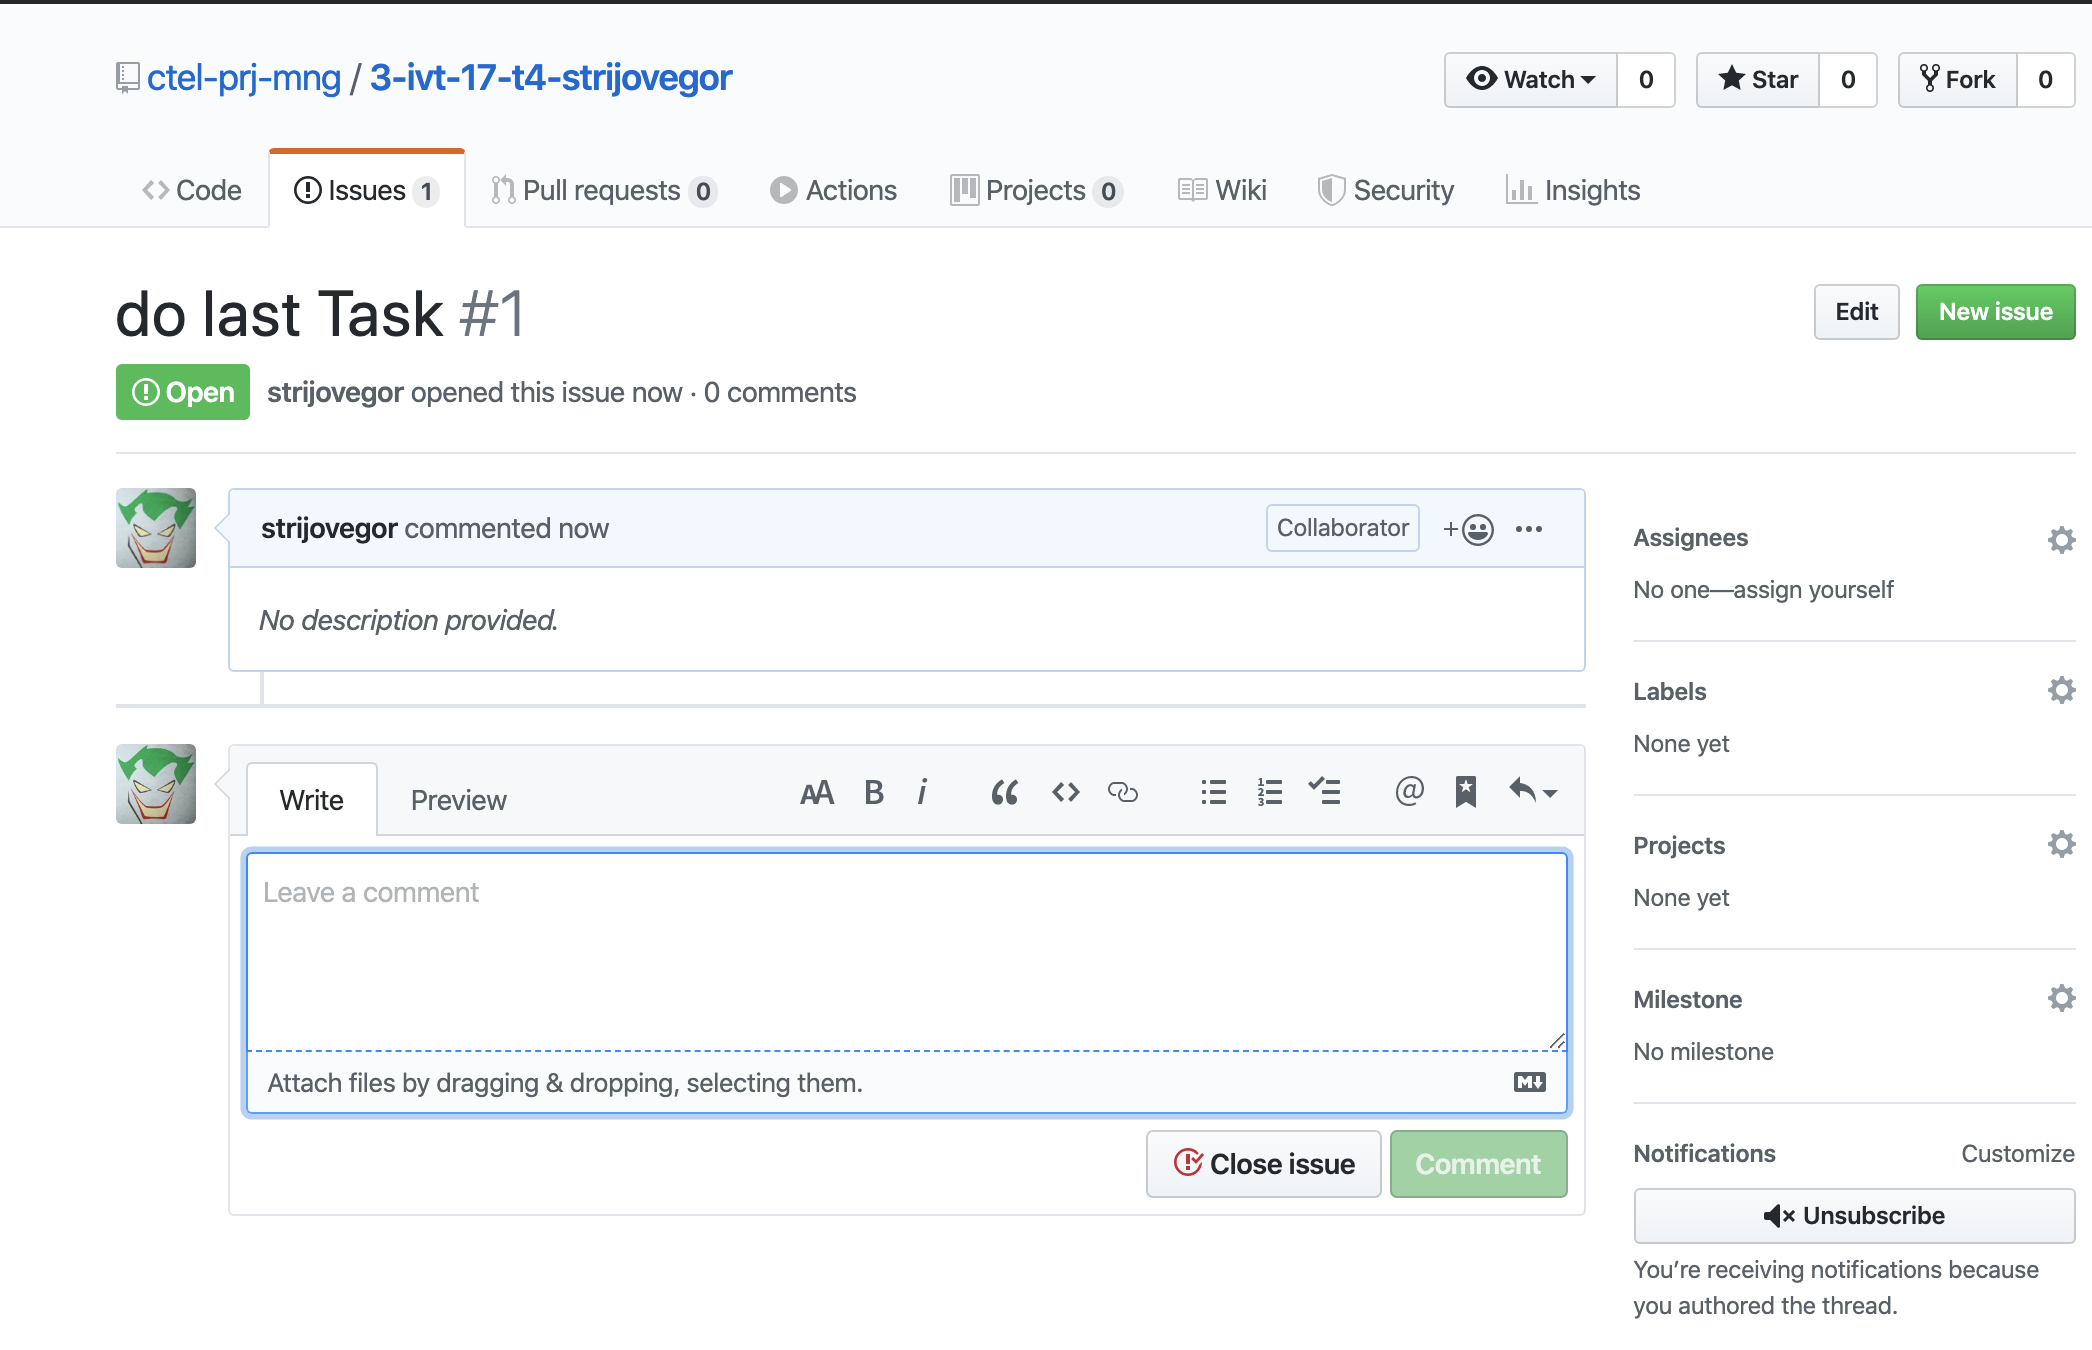 ctel-prj-mng / 3-ivt-17-t4-strijovegor
Watch 0 Star 0 Fork 0
Code Issues 1 Pull requests 0 Actions Projects 0 Wiki Security Insights
do last Task #1
Edit New issue
Open strijovegor opened this issue now · 0 comments
strijovegor commented now Collaborator
No description provided.
Write Preview
Leave a comment
Attach files by dragging & dropping, selecting them.
Close issue Comment
Assignees
No one—assign yourself
Labels
None yet
Projects
None yet
Milestone
No milestone
Notifications Customize
Unsubscribe
You’re receiving notifications because
you authored the thread.